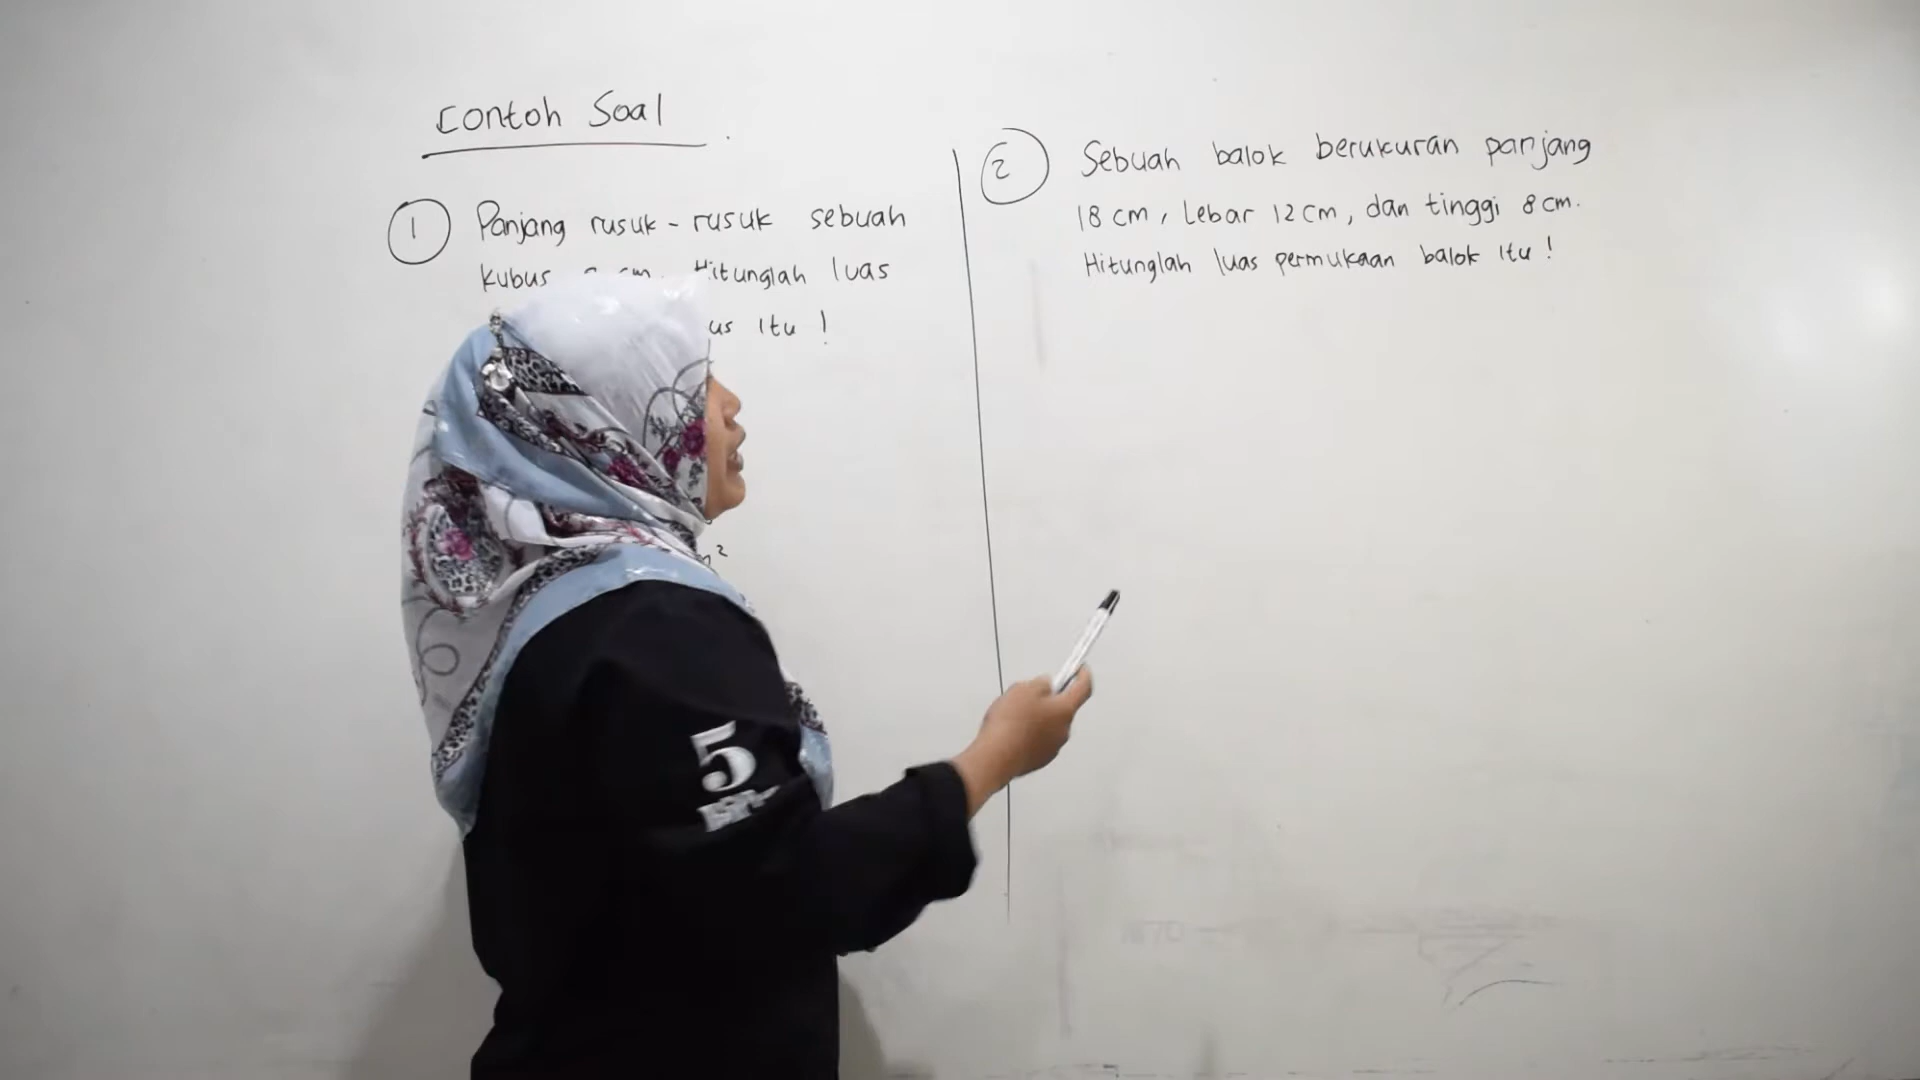 Contoh Soal
1 Panjang rusuk - rusuk sebuah
kubus cm. Hitunglah luas
itu !
2 Sebuah balok berukuran panjang
18 cm, Lebar 12 cm, dan tinggi 8 cm.
Hitunglah luas permukaan balok itu !
5